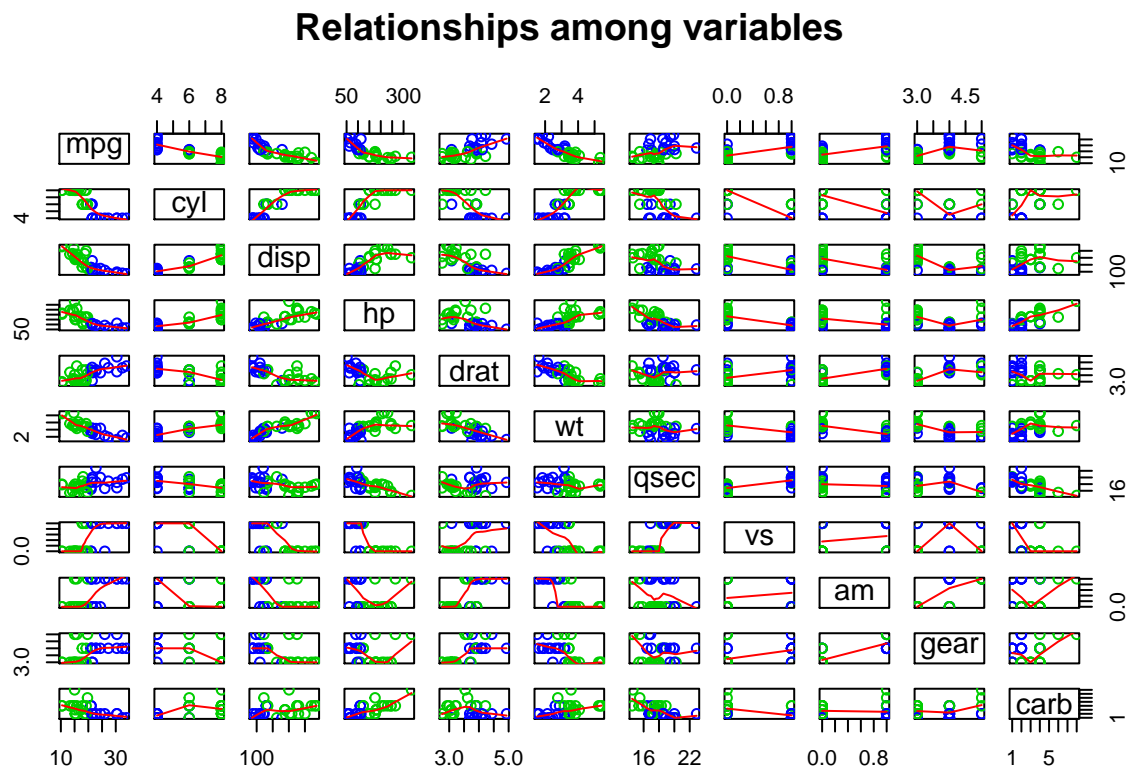 Relationships among variables
4 6 8 50 300 2 4 0.0 0.8 3.0 4.5
mpg 10
4 cyl
disp 100
50 hp
drat 3.0
2 wt
qsec 16
0.0 vs
am 0.0
3.0 gear
carb 1
10 30 100 3.0 5.0 16 22 0.0 0.8 1 5